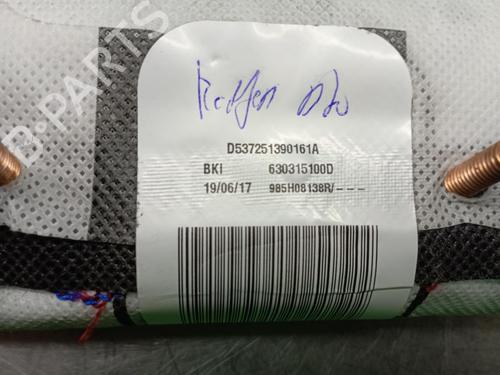 D537251390161A
BKI 630315100D
19/06/17 985H08138R/---
B-PARTS